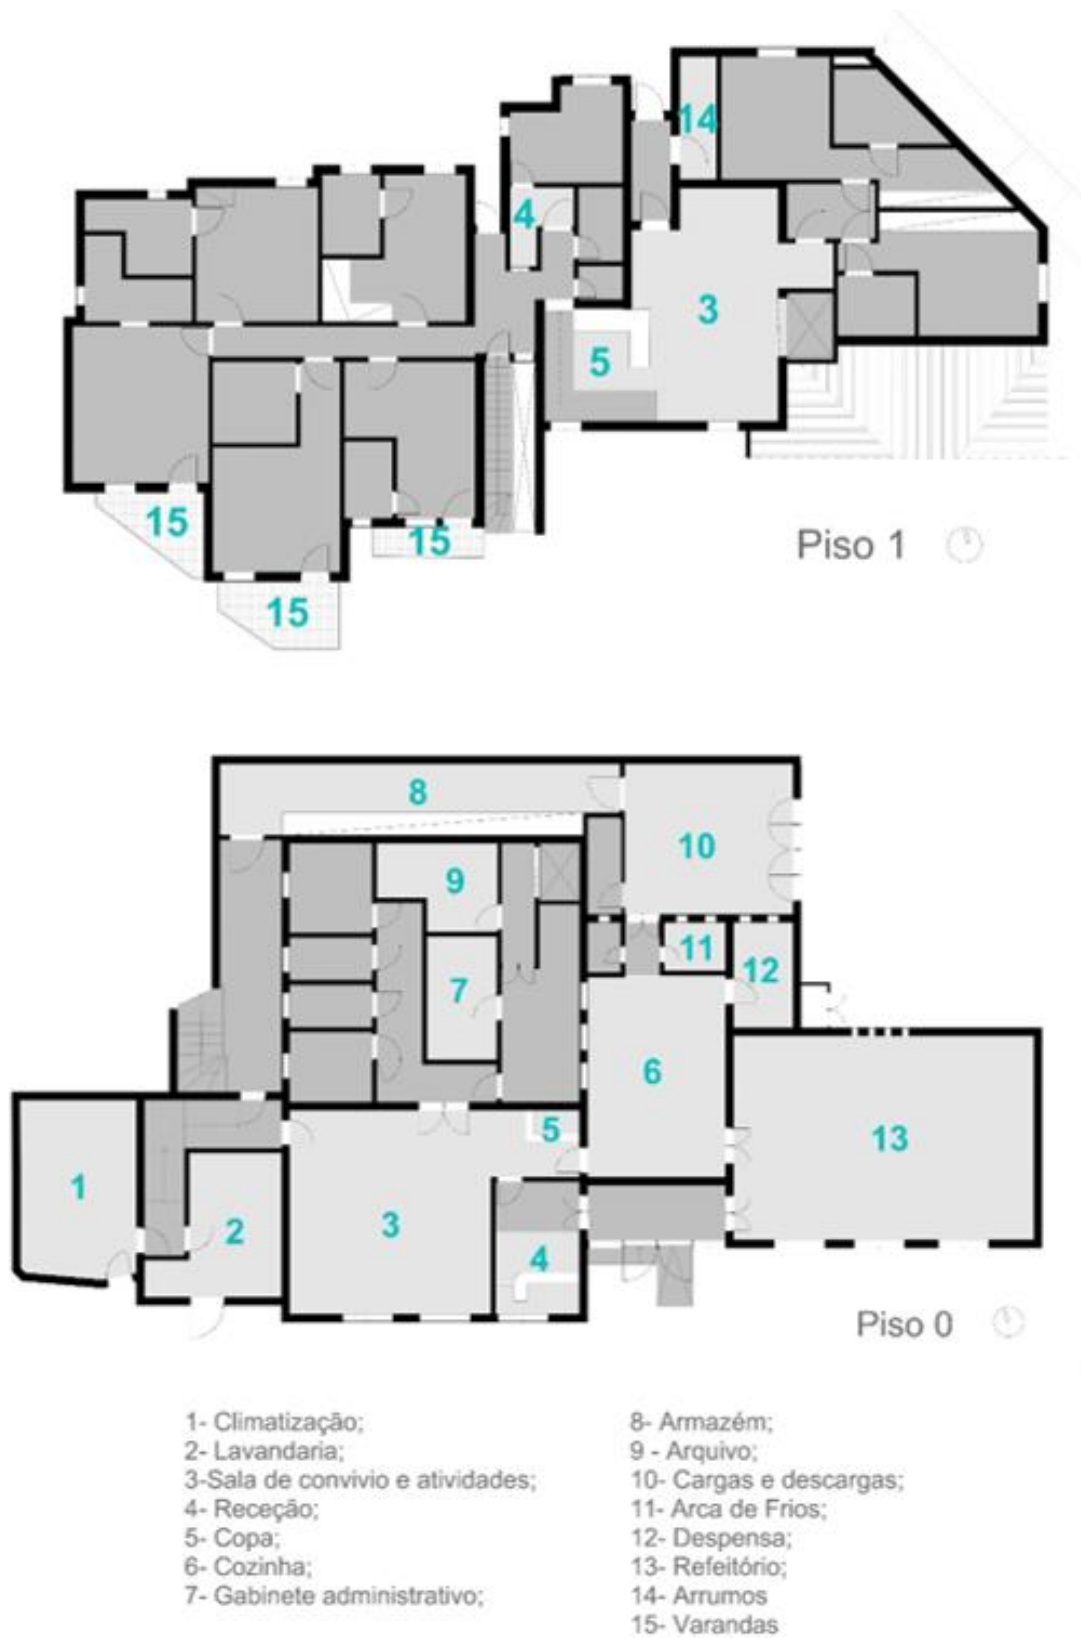 14
4
3
5
15
15
15
Piso 1
8
10
9
11
12
7
6
5
13
1
2
3
4
Piso 0
1- Climatização;
2- Lavandaria;
3-Sala de convivio e atividades;
4- Receção;
5- Copa;
6- Cozinha;
7- Gabinete administrativo;
8- Armazém;
9 - Arquivo;
10- Cargas e descargas;
11- Arca de Frios;
12- Despensa;
13- Refeitório;
14- Arrumos
15- Varandas